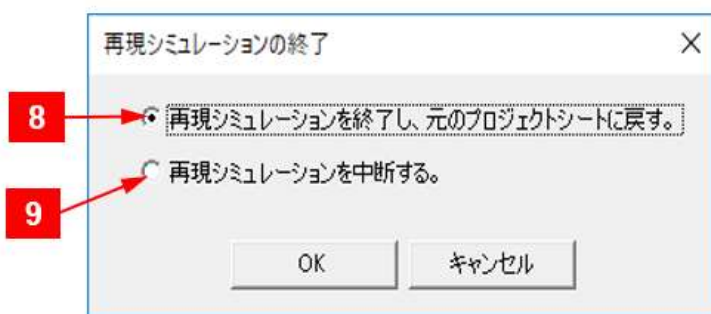 再現シミュレーションの終了
8
再現シミュレーションを終了し、元のプロジェクトシートに戻す。
再現シミュレーションを中断する。
9
OK キャンセル